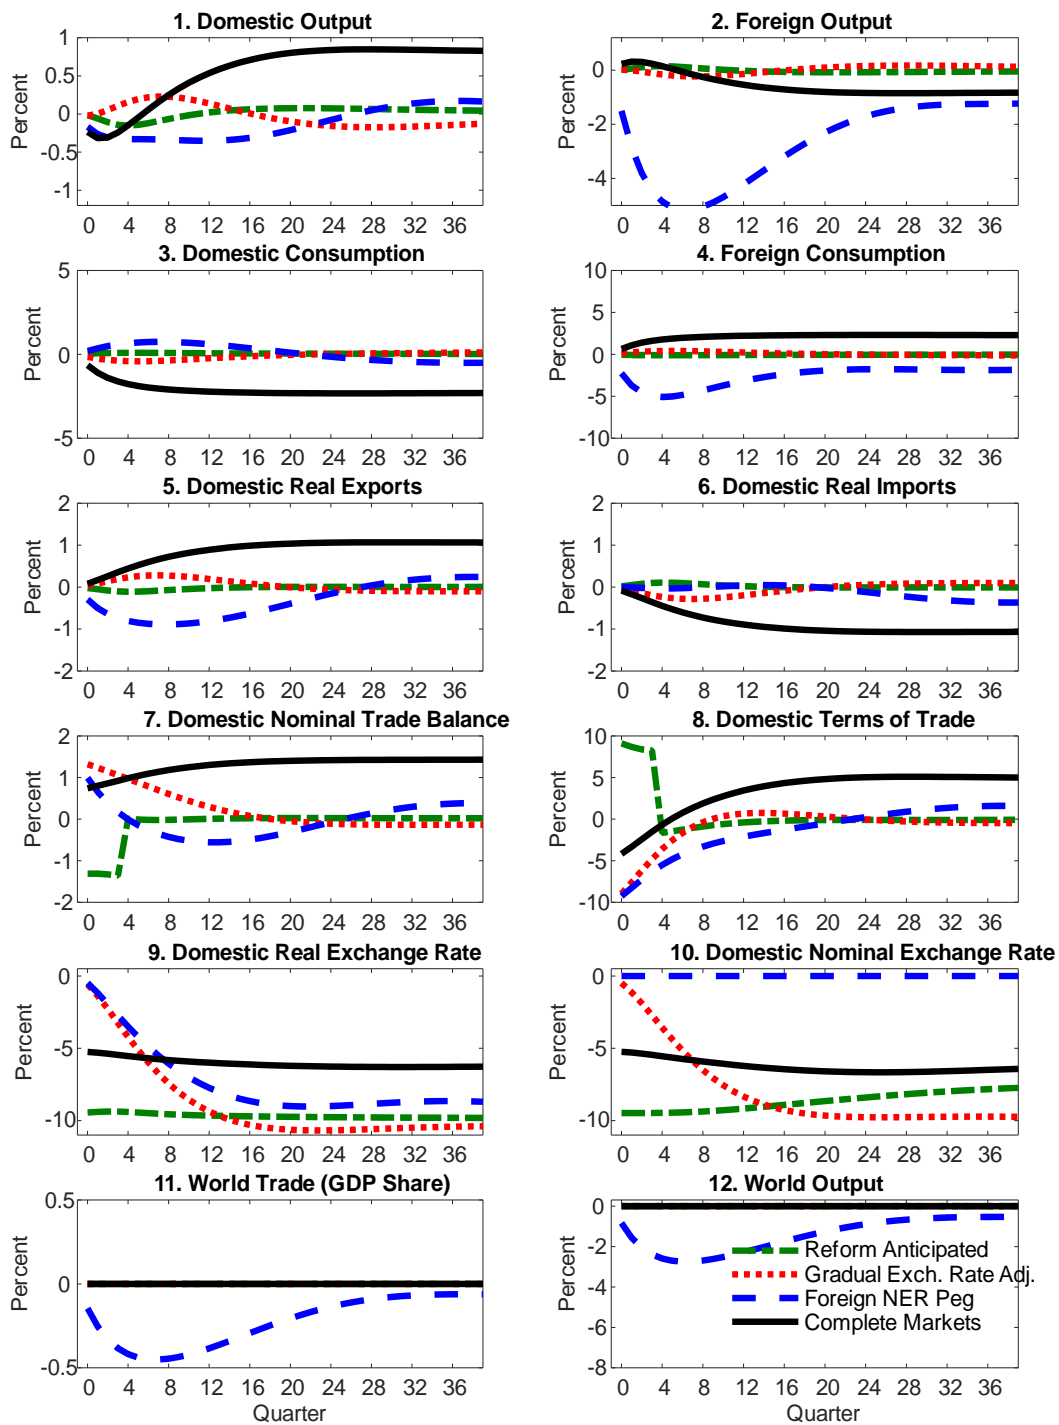 1. Domestic Output
Percent
1
0.5
0
-0.5
-1
0 4 8 12 16 20 24 28 32 36
2. Foreign Output
Percent
0
-2
-4
0 4 8 12 16 20 24 28 32 36
3. Domestic Consumption
Percent
5
0
-5
0 4 8 12 16 20 24 28 32 36
4. Foreign Consumption
Percent
10
5
0
-5
-10
0 4 8 12 16 20 24 28 32 36
5. Domestic Real Exports
Percent
2
1
0
-1
-2
0 4 8 12 16 20 24 28 32 36
6. Domestic Real Imports
Percent
2
1
0
-1
-2
0 4 8 12 16 20 24 28 32 36
7. Domestic Nominal Trade Balance
Percent
2
1
0
-1
-2
0 4 8 12 16 20 24 28 32 36
8. Domestic Terms of Trade
Percent
10
5
0
-5
-10
0 4 8 12 16 20 24 28 32 36
9. Domestic Real Exchange Rate
Percent
0
-5
-10
0 4 8 12 16 20 24 28 32 36
10. Domestic Nominal Exchange Rate
Percent
0
-5
-10
0 4 8 12 16 20 24 28 32 36
11. World Trade (GDP Share)
Percent
0.5
0
-0.5
0 4 8 12 16 20 24 28 32 36
Quarter
12. World Output
Percent
0
-2
-4
-6
-8
Reform Anticipated
Gradual Exch. Rate Adj.
Foreign NER Peg
Complete Markets
0 4 8 12 16 20 24 28 32 36
Quarter